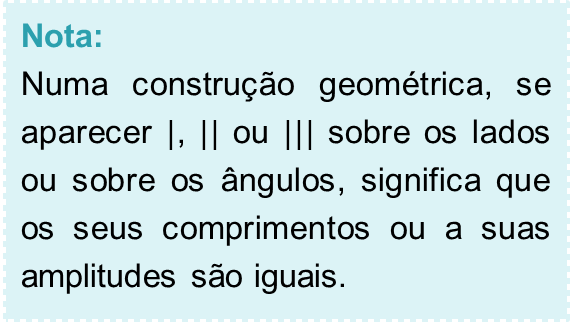 Nota:
Numa construção geométrica, se
aparecer |, || ou ||| sobre os lados
ou sobre os ângulos, significa que
os seus comprimentos ou a suas
amplitudes são iguais.